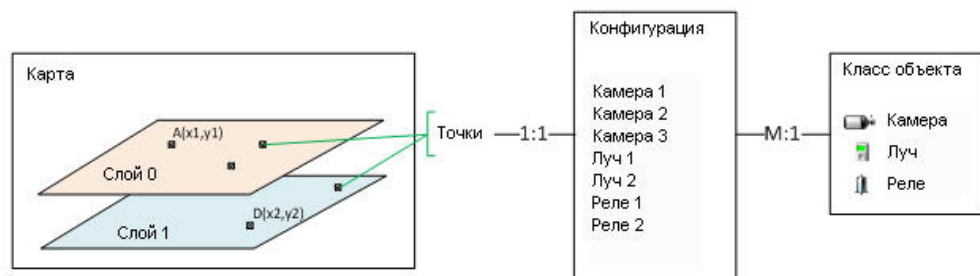 Карта
A(x1,y1)
Слой 0
D(x2,y2)
Слой 1
Точки
1:1
Конфигурация
Камера 1
Камера 2
Камера 3
Луч 1
Луч 2
Реле 1
Реле 2
М:1
Класс объекта
Камера
Луч
Реле